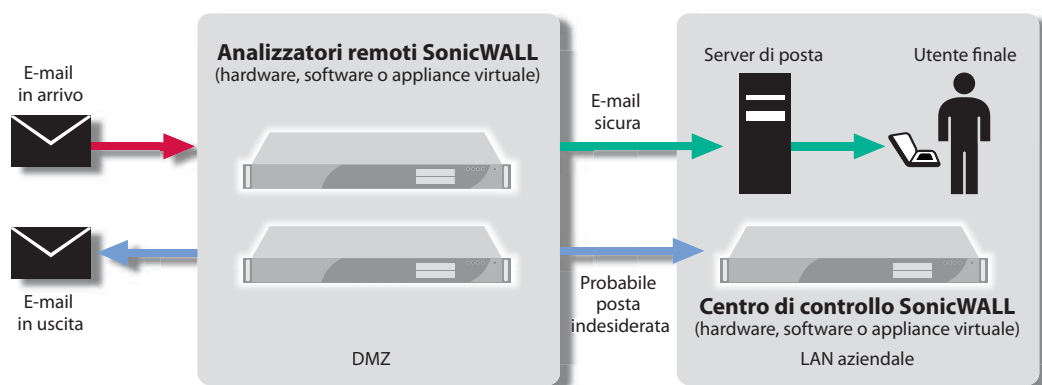 E-mail
in arrivo
Analizzatori remoti SonicWALL
(hardware, software o appliance virtuale)
E-mail
sicura
Server di posta
Utente finale
E-mail
in uscita
DMZ
Probabile
posta
indesiderata
Centro di controllo SonicWALL
(hardware, software o appliance virtuale)
LAN aziendale